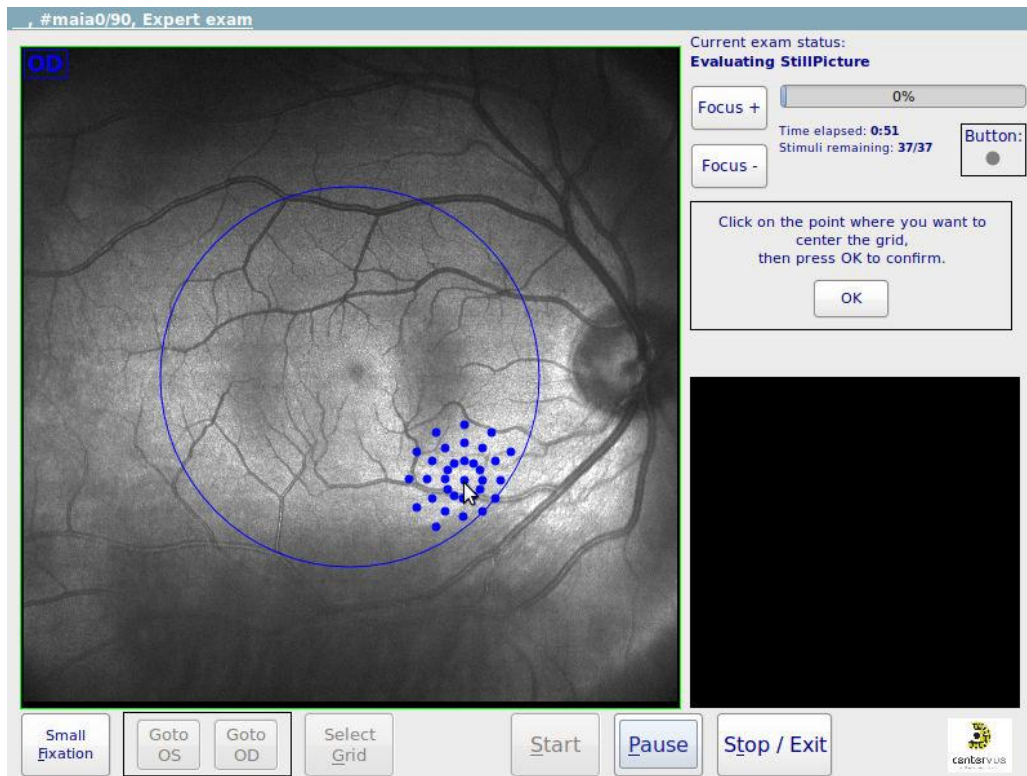 , #maia0/90, Expert exam
OD
Current exam status:
Evaluating StillPicture
Focus +
0%
Time elapsed: 0:51
Stimuli remaining: 37/37
Button:
Focus -
Click on the point where you want to
center the grid,
then press OK to confirm.
OK
Small
Fixation
Goto
OS
Goto
OD
Select
Grid
Start
Pause
Stop / Exit
centervue